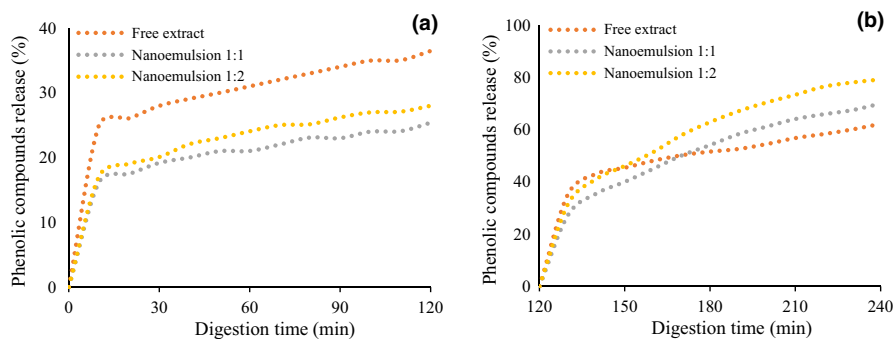 (a)
Free extract
Nanoemulsion 1:1
Nanoemulsion 1:2
Phenolic compounds release (%)
40
30
20
10
0
0 30 60 90 120
Digestion time (min)
(b)
Free extract
Nanoemulsion 1:1
Nanoemulsion 1:2
Phenolic compounds release (%)
100
80
60
40
20
0
120 150 180 210 240
Digestion time (min)